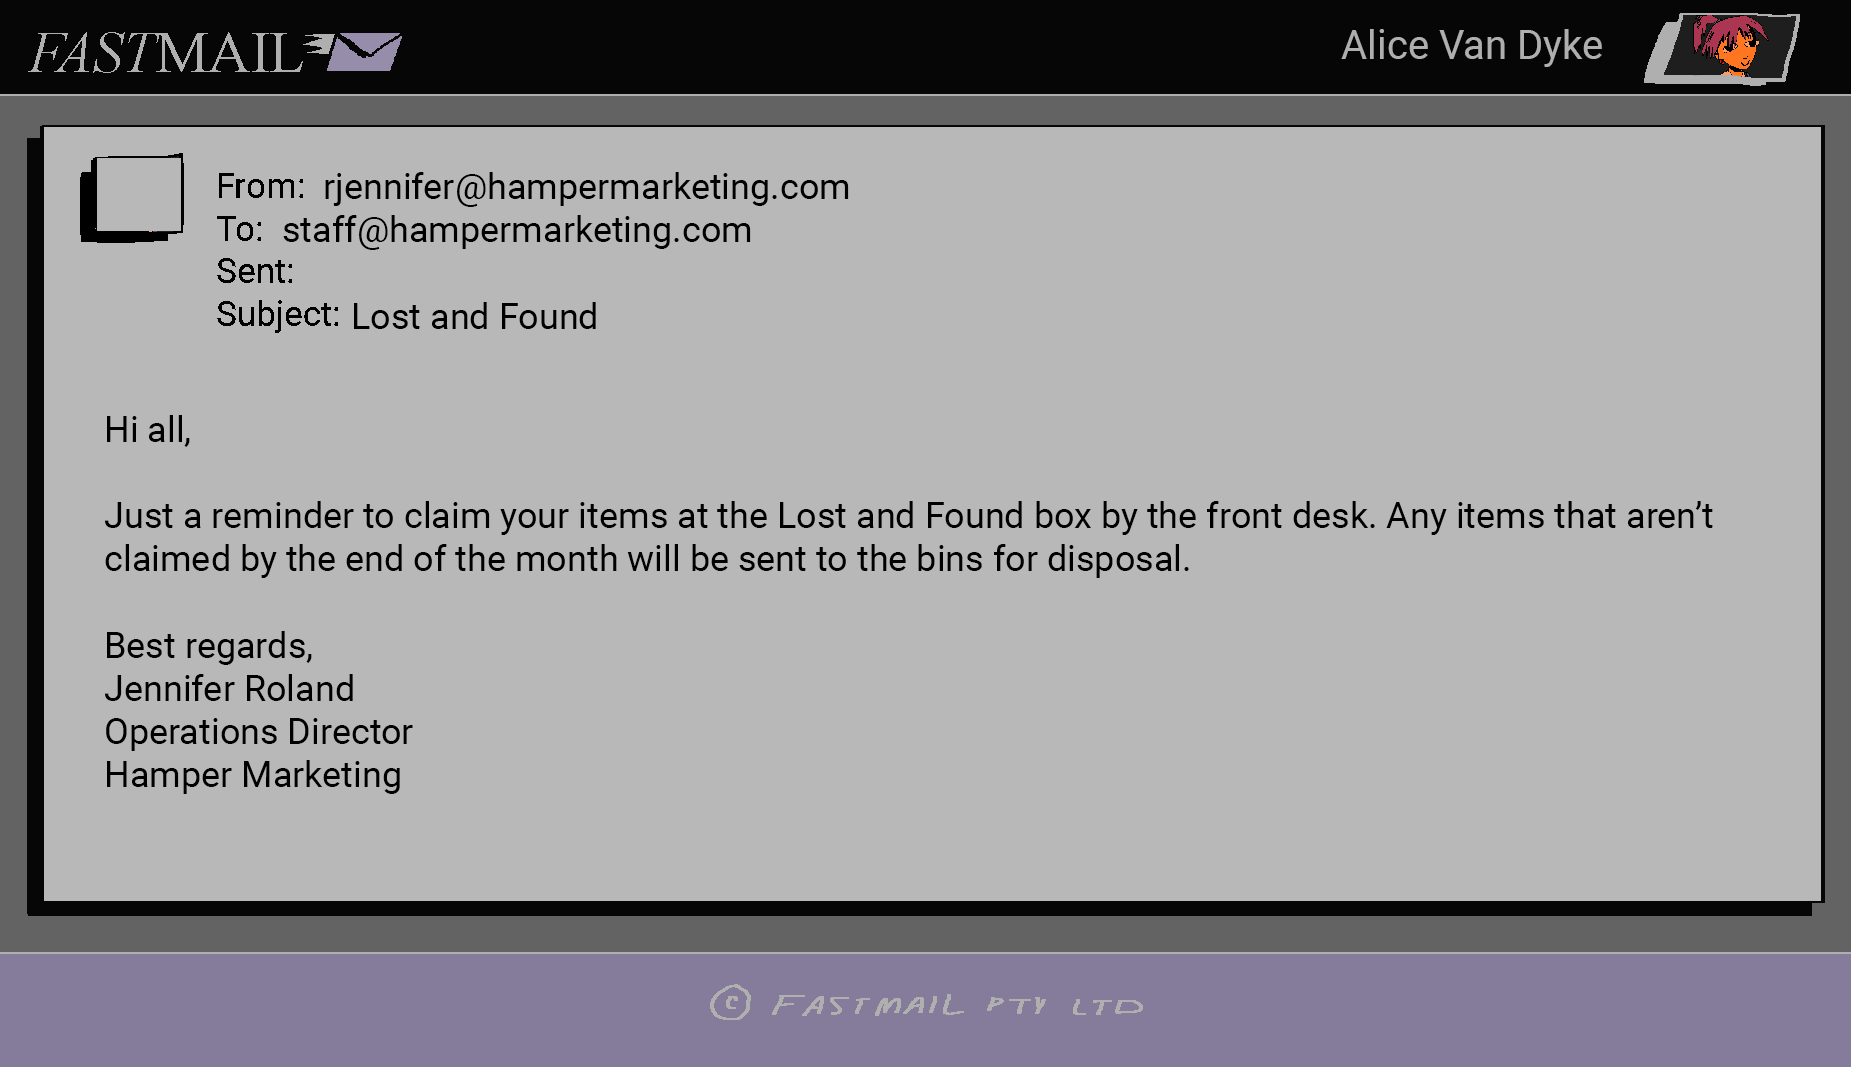 FASTMAIL
Alice Van Dyke
From: rjennifer@hampermarketing.com
To: staff@hampermarketing.com
Sent:
Subject: Lost and Found
Hi all,
Just a reminder to claim your items at the Lost and Found box by the front desk. Any items that aren’t
claimed by the end of the month will be sent to the bins for disposal.
Best regards,
Jennifer Roland
Operations Director
Hamper Marketing
© FASTMAIL PTY LTD